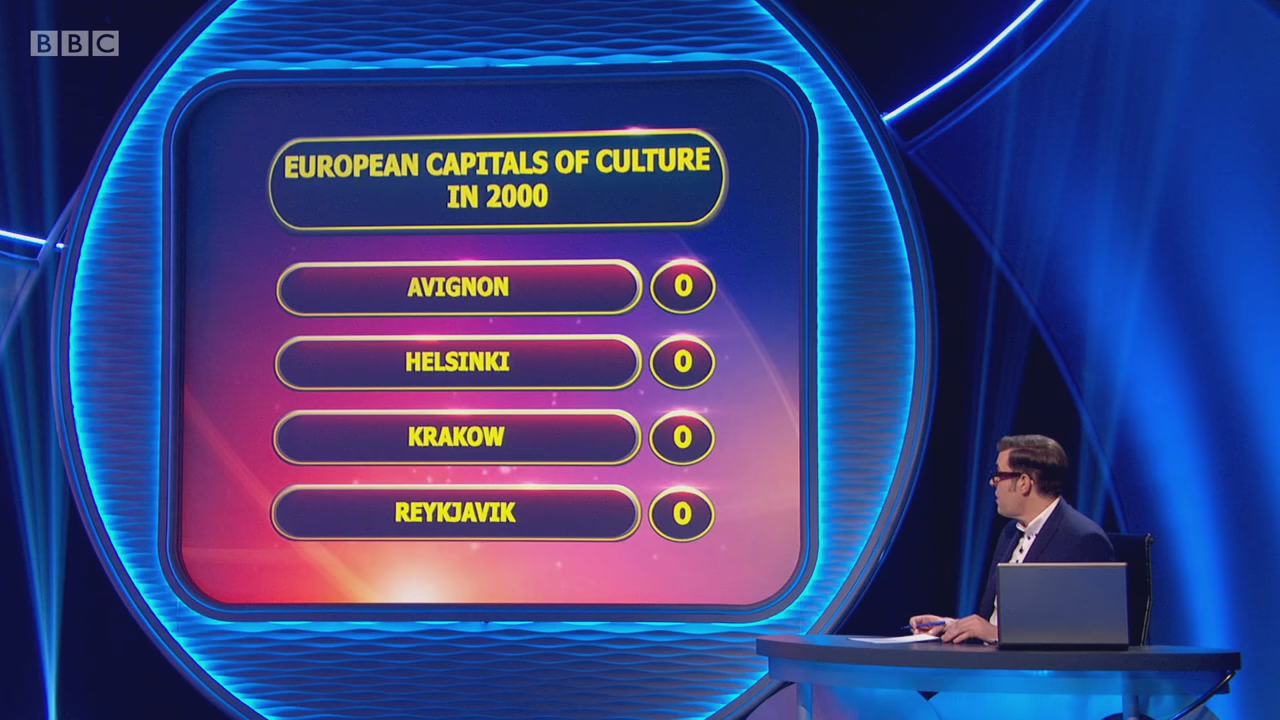 BBC
EUROPEAN CAPITALS OF CULTURE
IN 2000
AVIGNON 0
HELSINKI 0
KRAKOW 0
REYKJAVIK 0